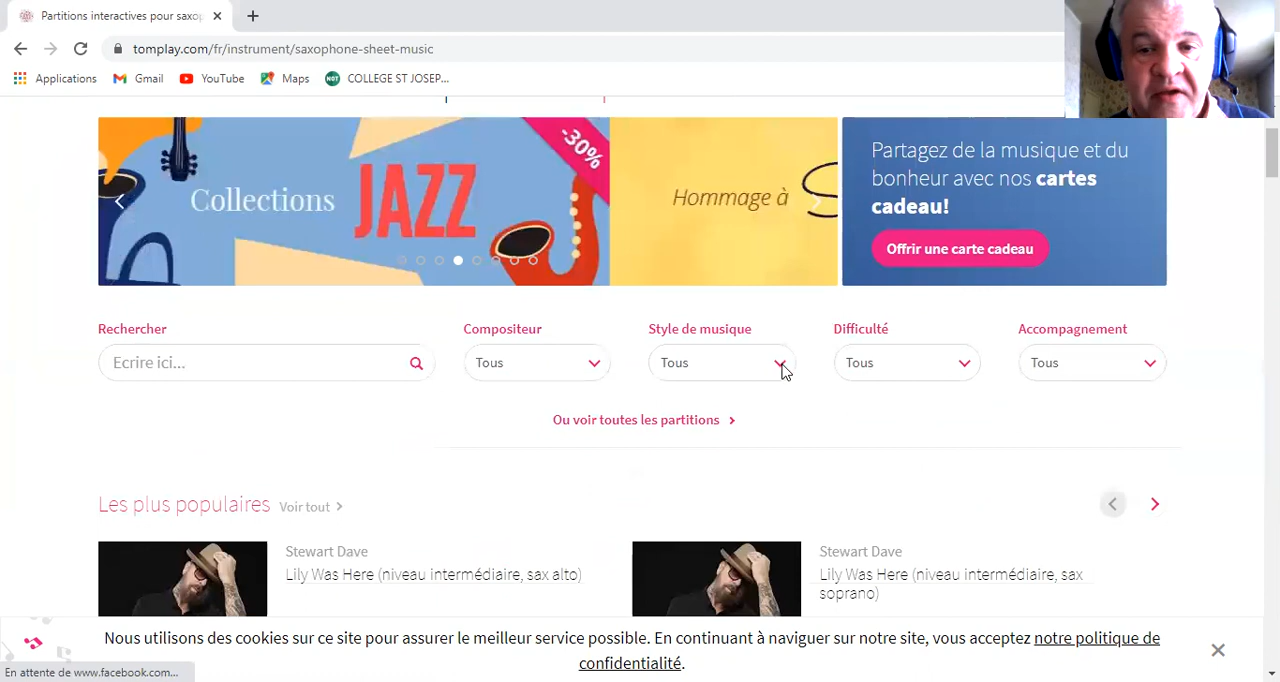 Partitions interactives pour saxop
tomplay.com/fr/instrument/saxophone-sheet-music
Applications
Gmail
YouTube
Maps
COLLEGE ST JOSEP...
Collections JAZZ
-30%
Hommage à
Partagez de la musique et du
bonheur avec nos cartes
cadeau!
Offrir une carte cadeau
Rechercher
Compositeur
Style de musique
Difficulté
Accompagnement
Ecrire ici...
Tous
Tous
Tous
Tous
Ou voir toutes les partitions
Les plus populaires
Voir tout
Stewart Dave
Lily Was Here (niveau intermédiaire, sax alto)
Stewart Dave
Lily Was Here (niveau intermédiaire, sax
soprano)
Nous utilisons des cookies sur ce site pour assurer le meilleur service possible. En continuant à naviguer sur notre site, vous acceptez notre politique de
confidentialité.
En attente de www.facebook.com...